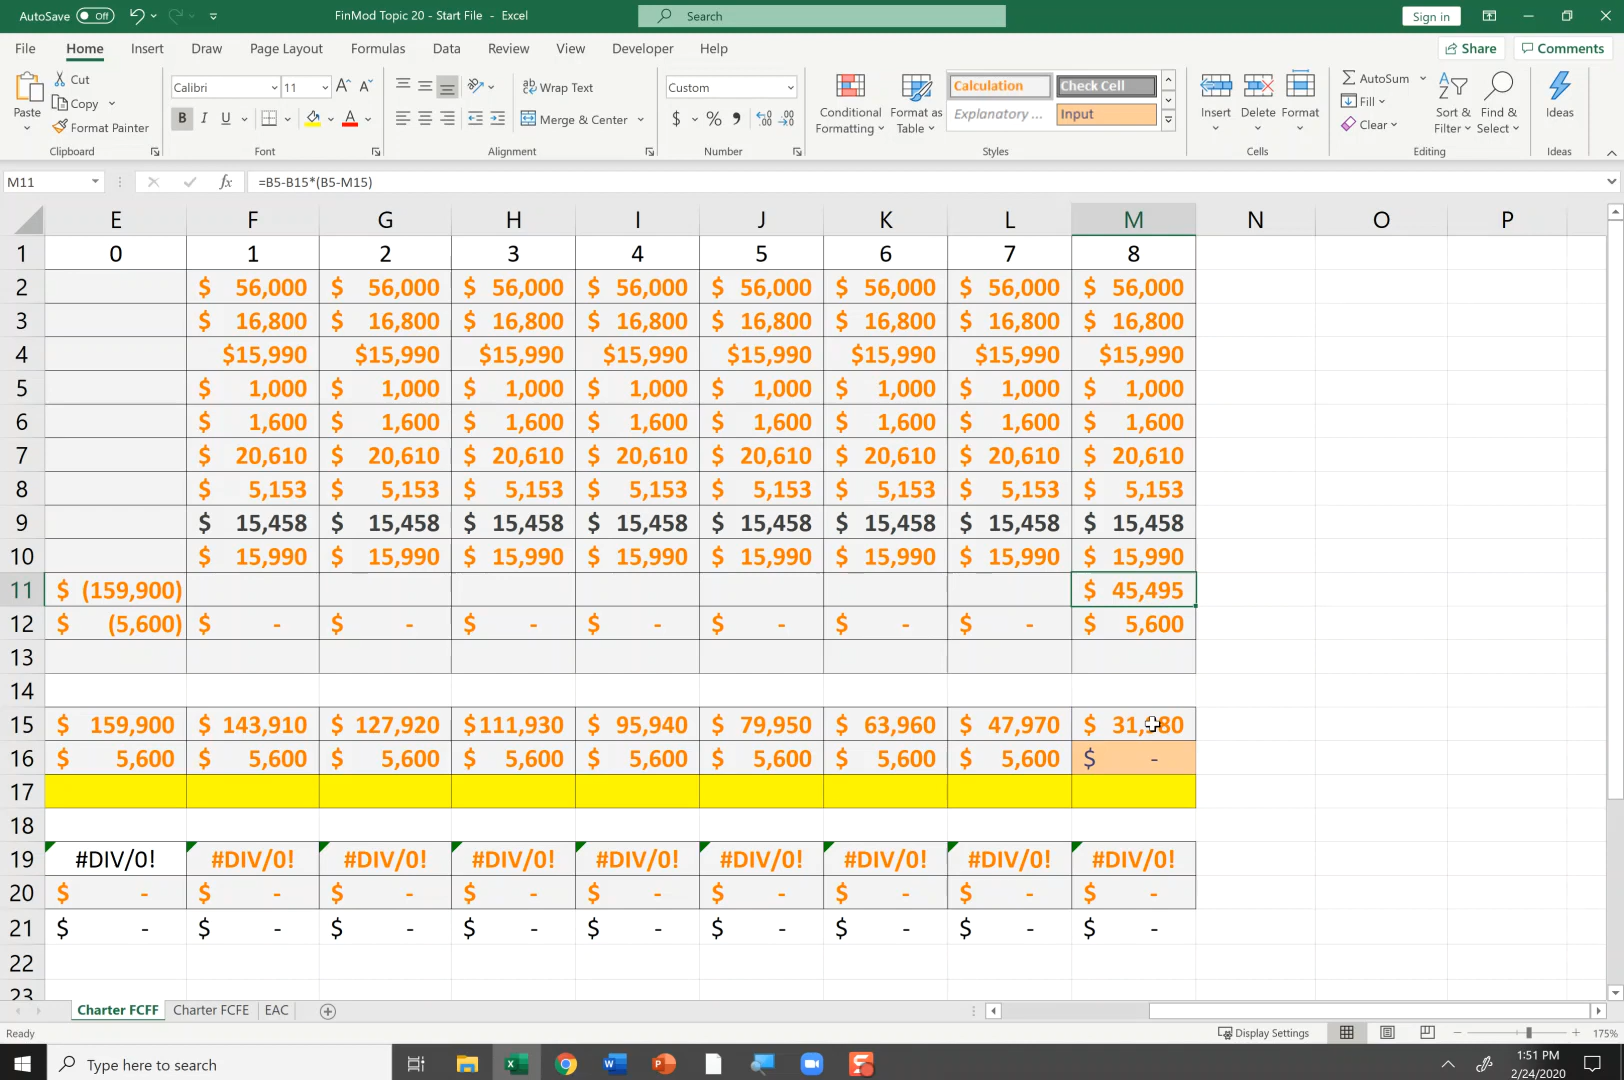 AutoSave Off FinMod Topic 20 - Start File - Excel Search Sign in
File Home Insert Draw Page Layout Formulas Data Review View Developer Help Share Comments
Paste Cut Copy Format Painter Clipboard
Calibri 11 B I U A Font
Wrap Text Merge & Center Alignment
Custom $ % , Number
Conditional Formatting Format as Table Calculation Check Cell Explanatory ... Input Styles
Insert Delete Format Cells
AutoSum Fill Clear Sort & Filter Find & Select Editing
Ideas Ideas
M11 fx =B5-B15*(B5-M15)
E F G H I J K L M N O P
1 0 1 2 3 4 5 6 7 8
2 $ 56,000 $ 56,000 $ 56,000 $ 56,000 $ 56,000 $ 56,000 $ 56,000 $ 56,000
3 $ 16,800 $ 16,800 $ 16,800 $ 16,800 $ 16,800 $ 16,800 $ 16,800 $ 16,800
4 $15,990 $15,990 $15,990 $15,990 $15,990 $15,990 $15,990 $15,990
5 $ 1,000 $ 1,000 $ 1,000 $ 1,000 $ 1,000 $ 1,000 $ 1,000 $ 1,000
6 $ 1,600 $ 1,600 $ 1,600 $ 1,600 $ 1,600 $ 1,600 $ 1,600 $ 1,600
7 $ 20,610 $ 20,610 $ 20,610 $ 20,610 $ 20,610 $ 20,610 $ 20,610 $ 20,610
8 $ 5,153 $ 5,153 $ 5,153 $ 5,153 $ 5,153 $ 5,153 $ 5,153 $ 5,153
9 $ 15,458 $ 15,458 $ 15,458 $ 15,458 $ 15,458 $ 15,458 $ 15,458 $ 15,458
10 $ 15,990 $ 15,990 $ 15,990 $ 15,990 $ 15,990 $ 15,990 $ 15,990 $ 15,990
11 $ (159,900) $ 45,495
12 $ (5,600) $ - $ - $ - $ - $ - $ - $ - $ 5,600
13
14
15 $ 159,900 $ 143,910 $ 127,920 $111,930 $ 95,940 $ 79,950 $ 63,960 $ 47,970 $
16 $ 5,600 $ 5,600 $ 5,600 $ 5,600 $ 5,600 $ 5,600 $ 5,600 $ 5,600 $ -
17
18
19 #DIV/0! #DIV/0! #DIV/0! #DIV/0! #DIV/0! #DIV/0! #DIV/0! #DIV/0! #DIV/0!
20 $ - $ - $ - $ - $ - $ - $ - $ - $ -
21 $ - $ - $ - $ - $ - $ - $ - $ - $ -
22
23
Charter FCFF Charter FCFE EAC
Ready Display Settings 175%
Type here to search 1:51 PM
2/24/2020